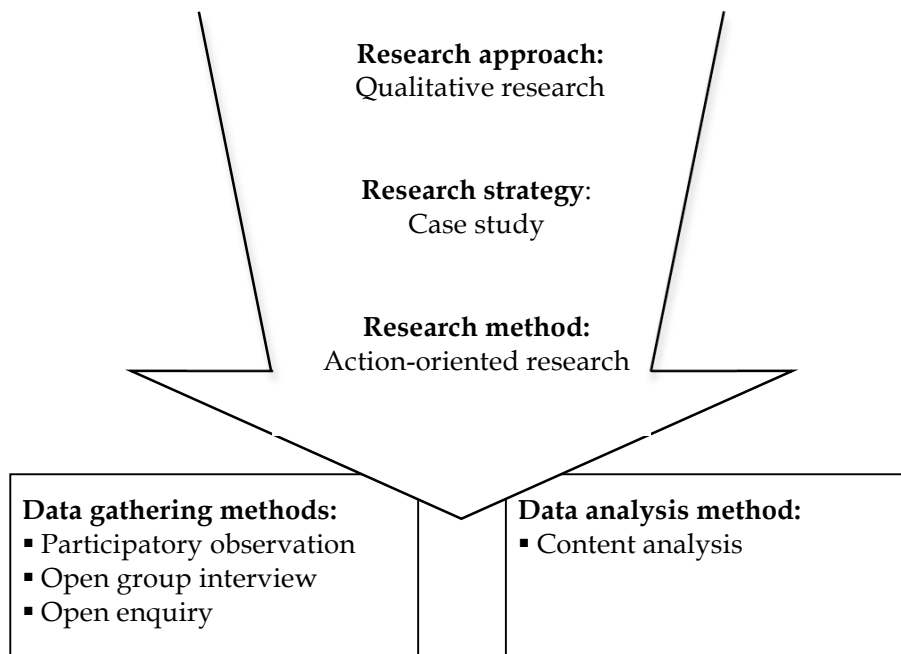 Research approach:
Qualitative research
Research strategy:
Case study
Research method:
Action-oriented research
Data gathering methods:
▪ Participatory observation
▪ Open group interview
▪ Open enquiry
Data analysis method:
▪ Content analysis